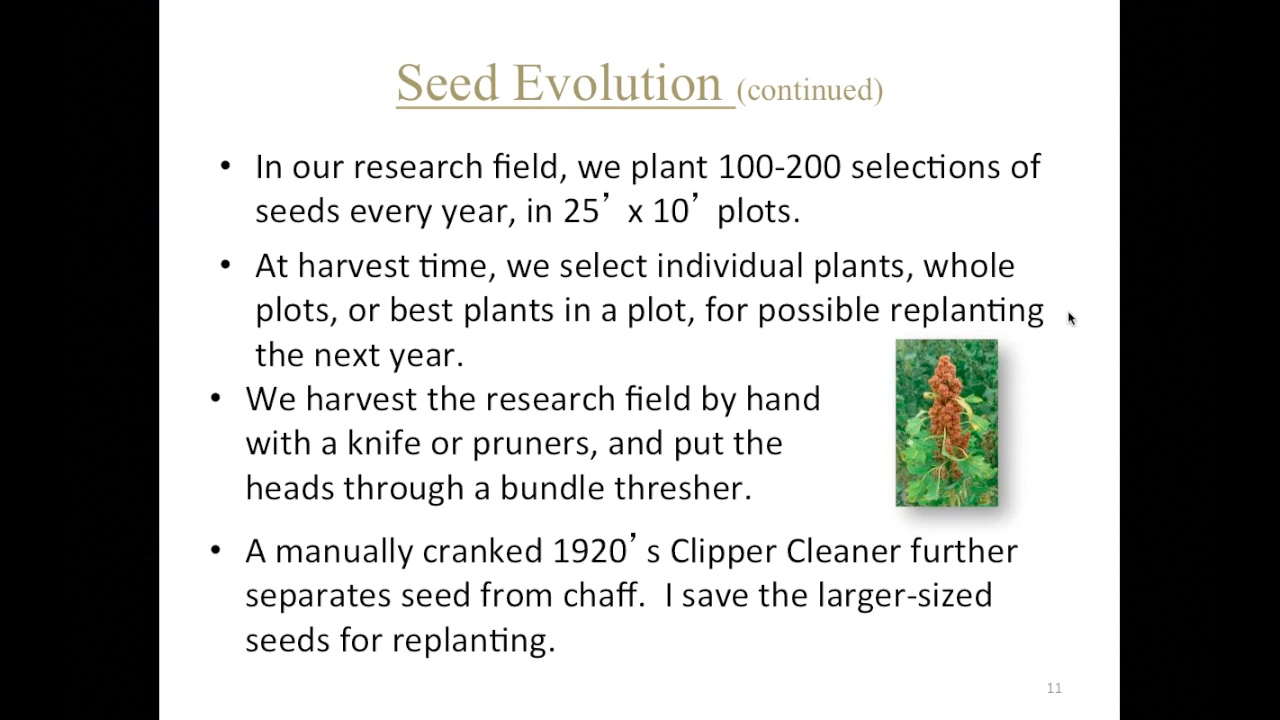 Seed Evolution (continued)
• In our research field, we plant 100-200 selections of
seeds every year, in 25’ x 10’ plots.
• At harvest time, we select individual plants, whole
plots, or best plants in a plot, for possible replanting
the next year.
• We harvest the research field by hand
with a knife or pruners, and put the
heads through a bundle thresher.
• A manually cranked 1920’s Clipper Cleaner further
separates seed from chaff.  I save the larger-sized
seeds for replanting.
11